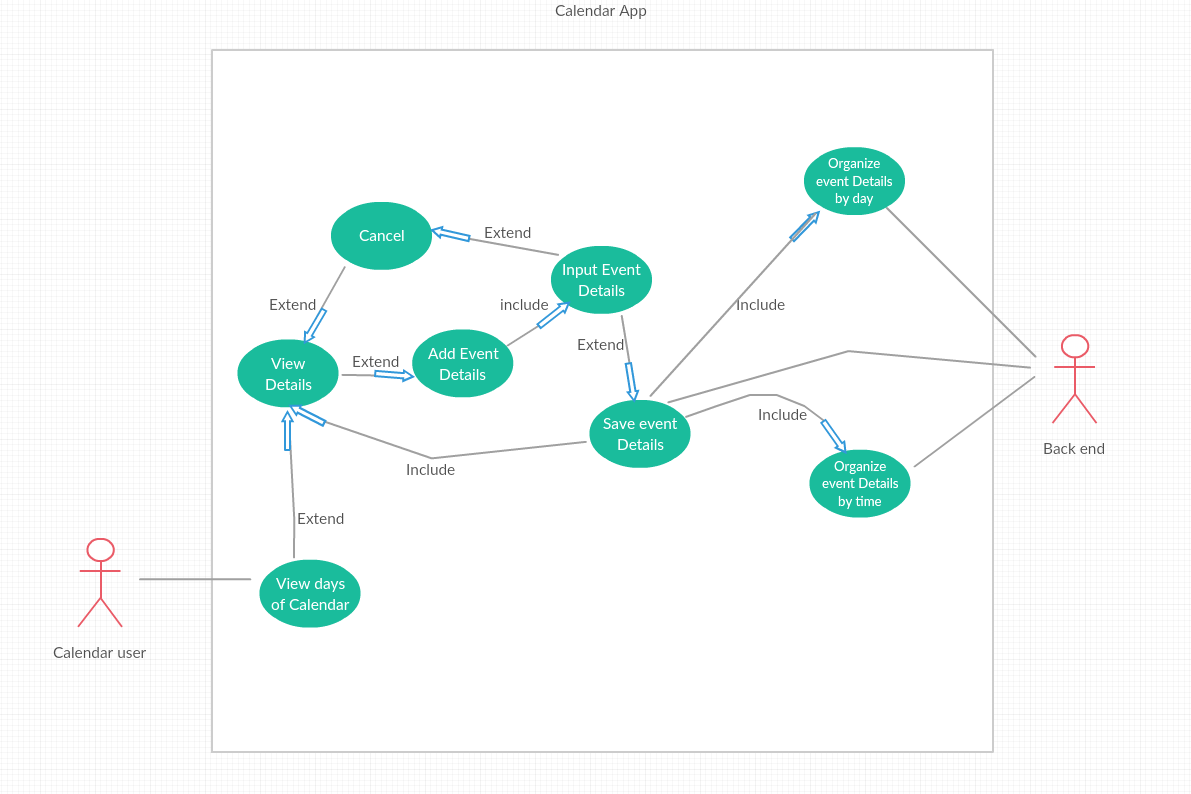 Calendar App
Organize
event Details
by day
Cancel
Extend
Input Event
Details
Extend
include
Include
Extend
View
Details
Extend
Add Event
Details
Save event
Details
Include
Back end
Include
Organize
event Details
by time
Extend
View days
of Calendar
Calendar user